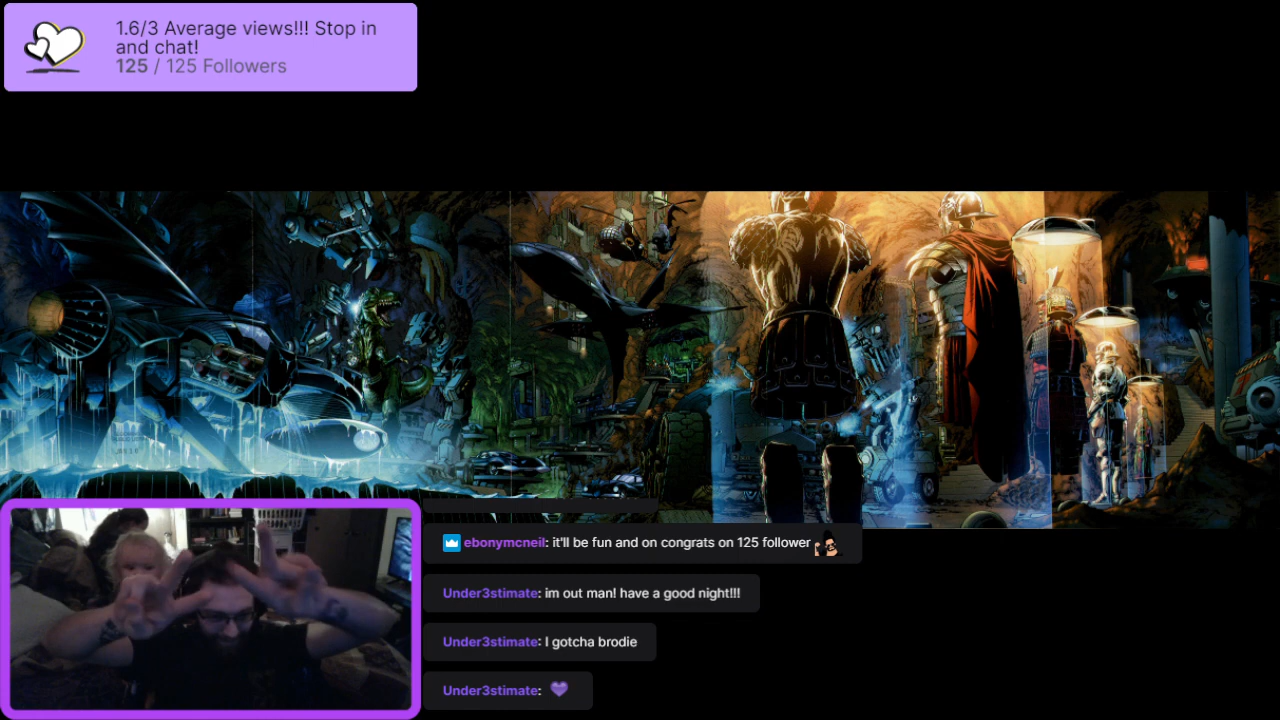 1.6/3 Average views!!! Stop in
and chat!
125 / 125 Followers
ebonymcneil: it'll be fun and on congrats on 125 follower
Under3stimate: im out man! have a good night!!!
Under3stimate: I gotcha brodie
Under3stimate: